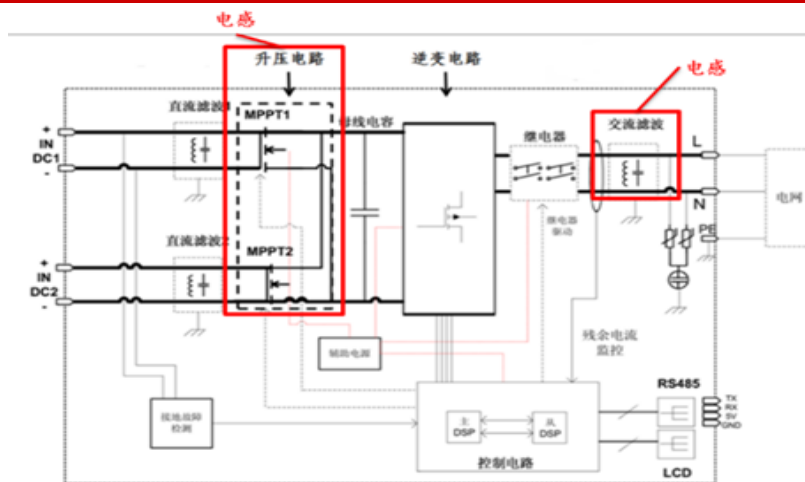 电感
升压电路
逆变电路
电感
直流滤波1
MPPT1
母线电容
继电器
交流滤波
+
IN
DC1
-
L
N
电网
继电器
驱动
PE
直流滤波2
MPPT2
+
IN
DC2
-
辅助电源
残余电流
监控
RS485
TX
RX
5V
GND
接地故障
检测
主
DSP
从
DSP
控制电路
LCD